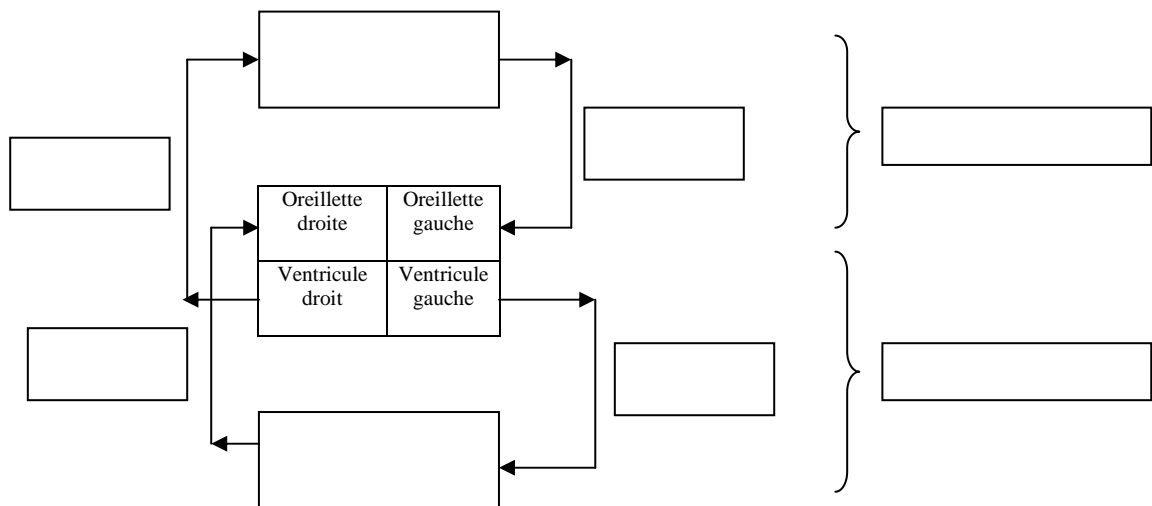 Oreillette
droite
Oreillette
gauche
Ventricule
droit
Ventricule
gauche